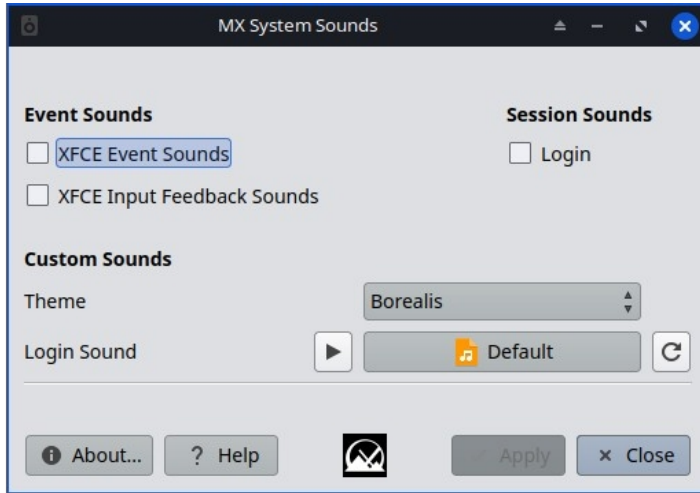 MX System Sounds
Event Sounds
Session Sounds
XFCE Event Sounds
Login
XFCE Input Feedback Sounds
Custom Sounds
Theme
Borealis
Login Sound
Default
About...
? Help
Apply
Close